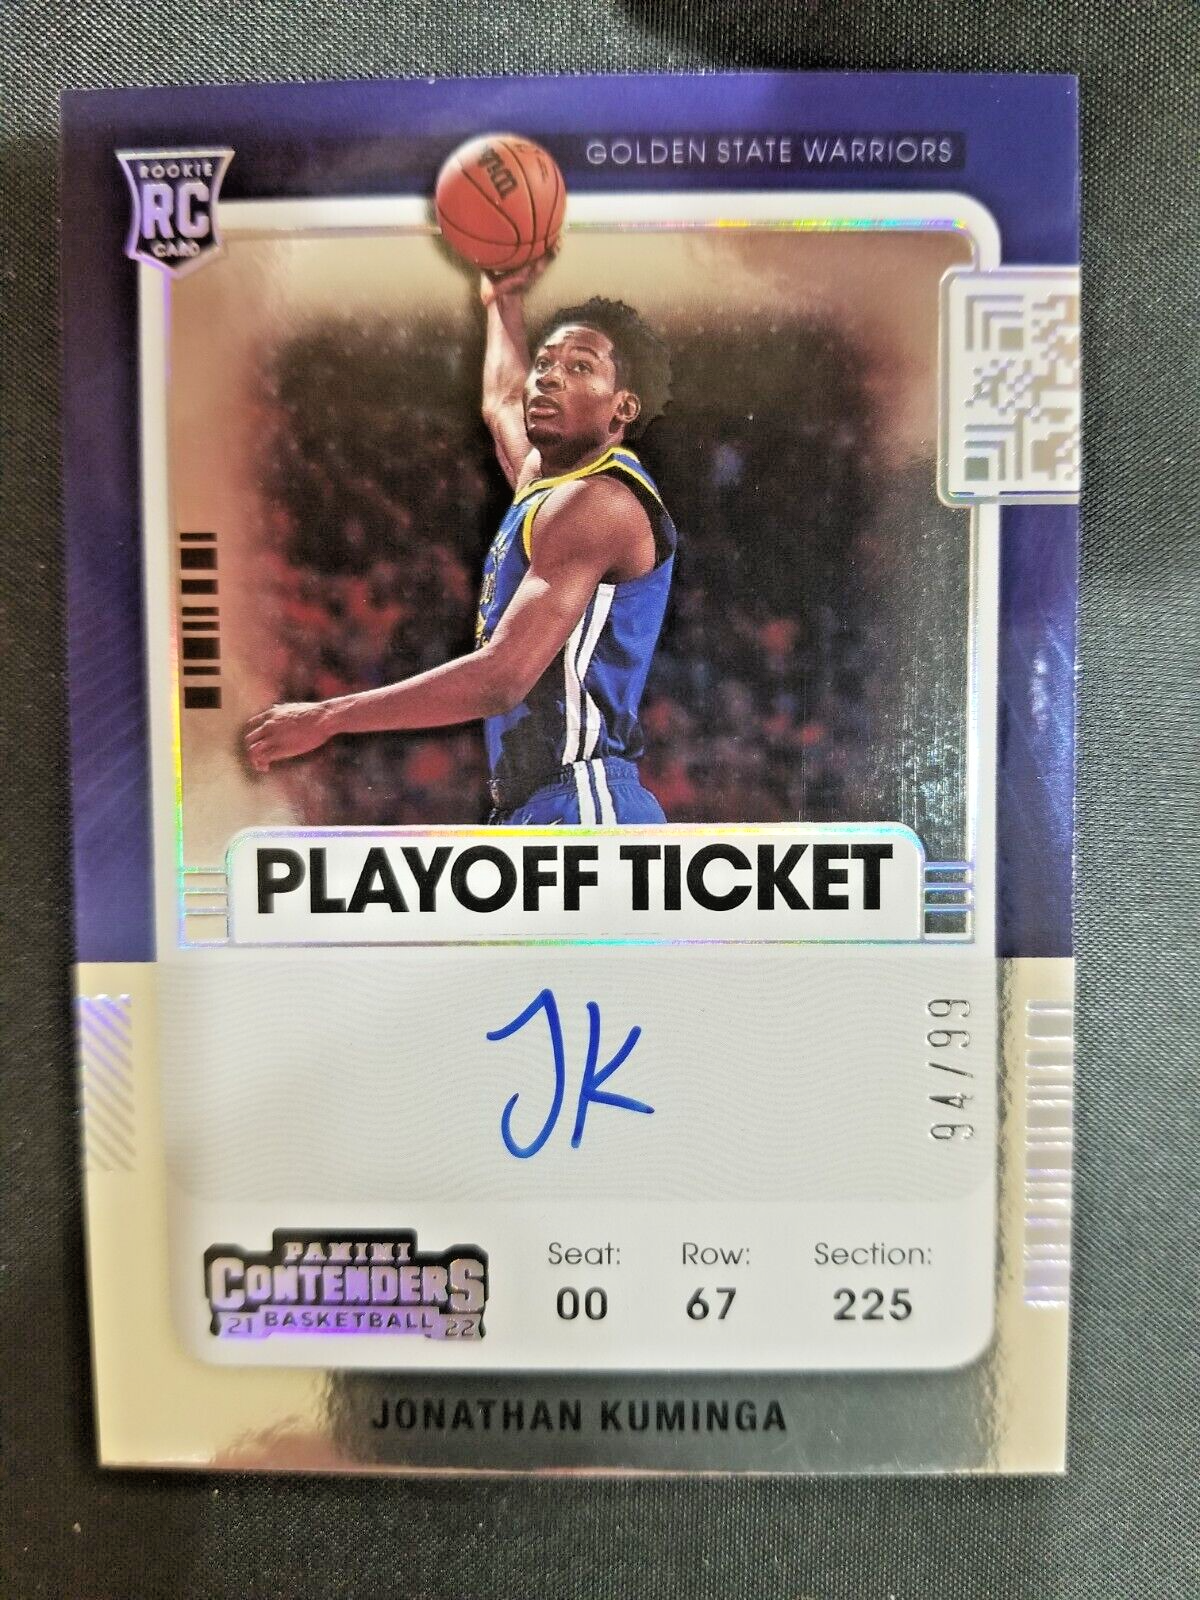 GOLDEN STATE WARRIORS
ROOKIE
RC
CARD
Wilson
PLAYOFF TICKET
JK
94/99
PANINI
CONTENDERS
21 BASKETBALL 22
Seat: Row: Section:
00 67 225
JONATHAN KUMINGA